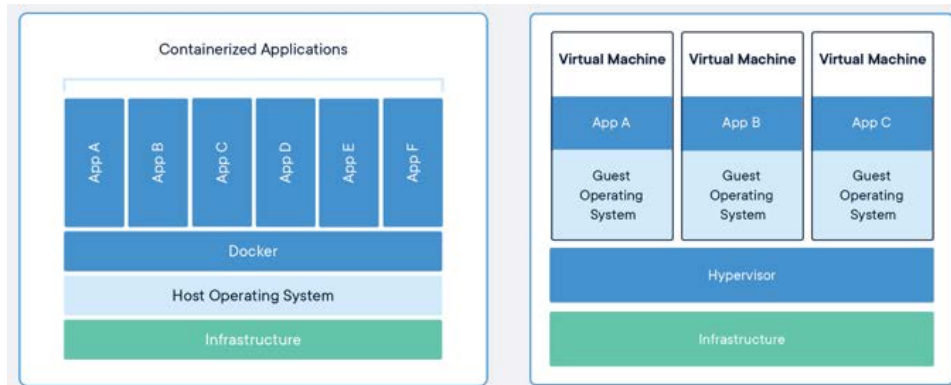 Containerized Applications
App A
App B
App C
App D
App E
App F
Docker
Host Operating System
Infrastructure
Virtual Machine
App A
Guest
Operating
System
Virtual Machine
App B
Guest
Operating
System
Virtual Machine
App C
Guest
Operating
System
Hypervisor
Infrastructure